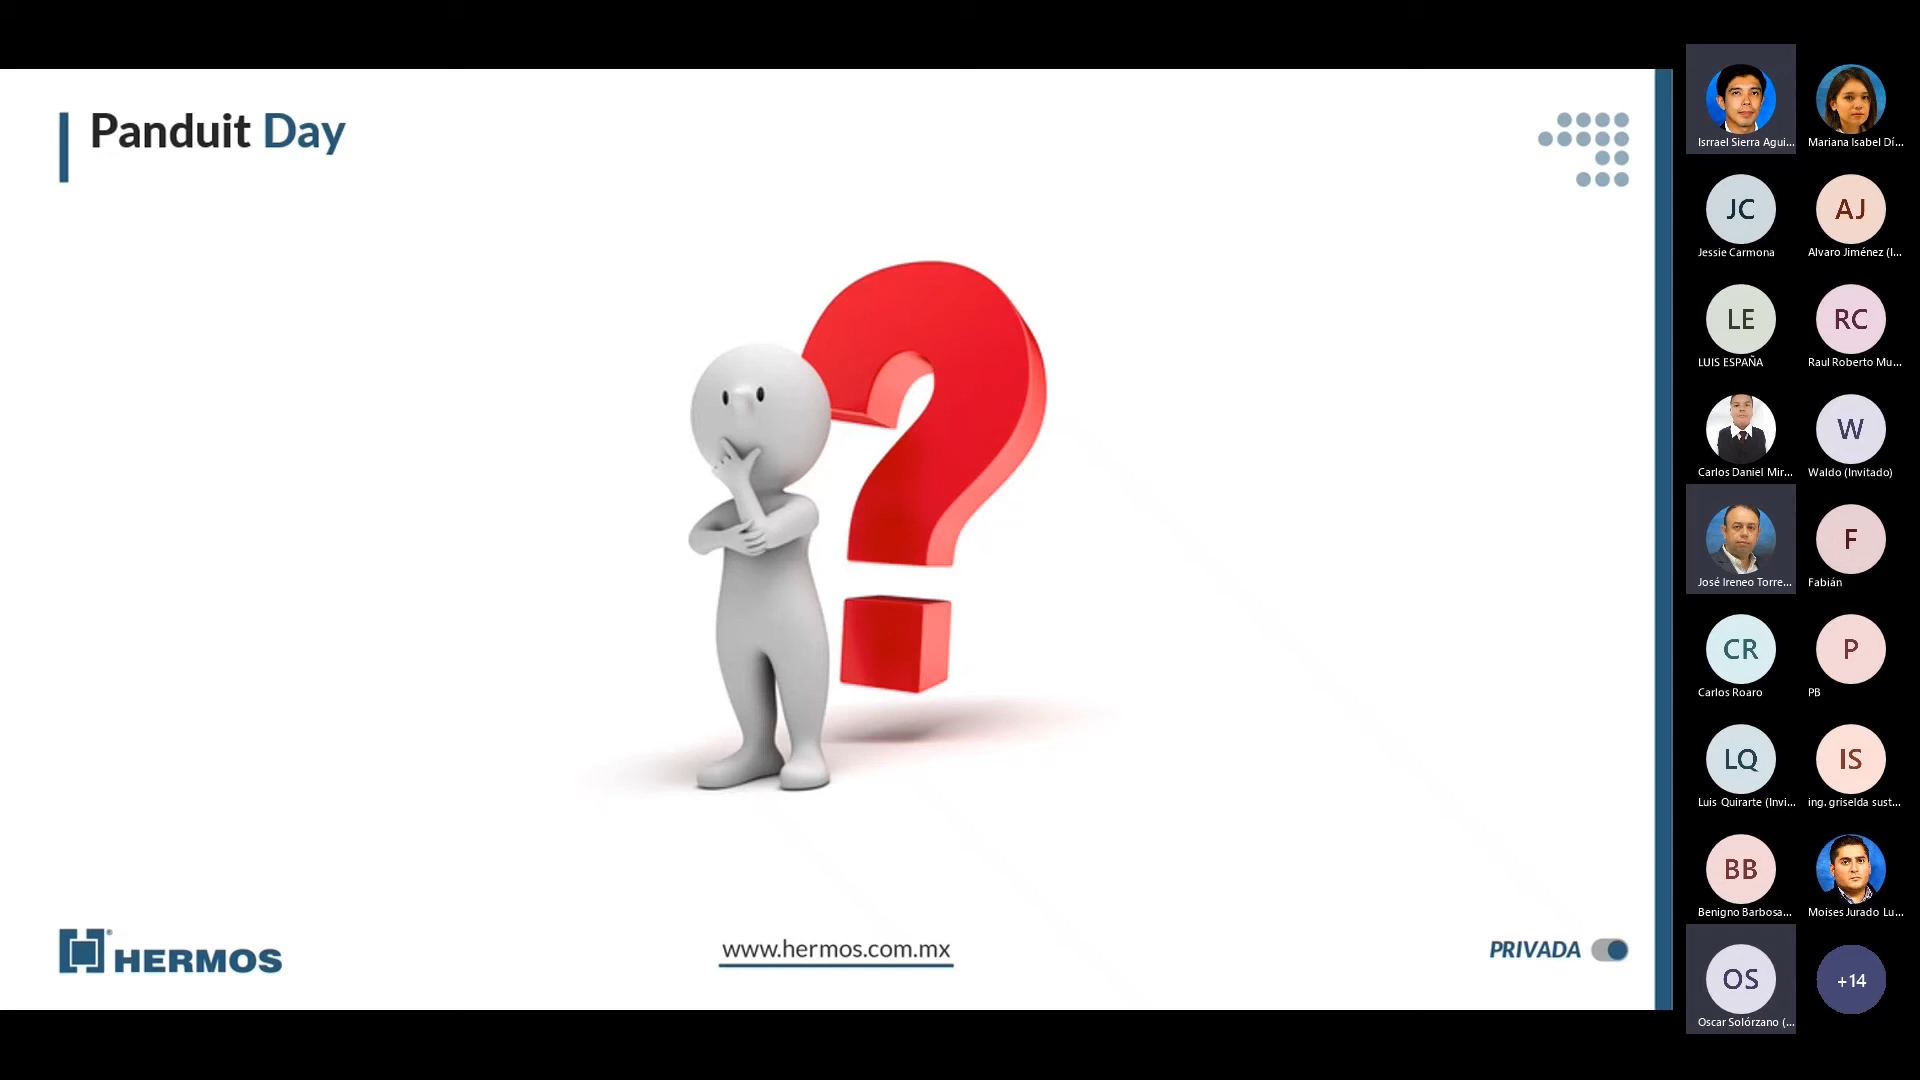 Panduit Day
HERMOS
www.hermos.com.mx
PRIVADA
Isrrael Sierra Agui...
Mariana Isabel Dí...
JC
Jessie Carmona
AJ
Alvaro Jiménez (I...
LE
LUIS ESPAÑA
RC
Raul Roberto Mu...
Carlos Daniel Mir...
W
Waldo (Invitado)
José Ireneo Torre...
F
Fabián
CR
Carlos Roaro
P
PB
LQ
Luis Quirarte (Invi...
IS
ing. griselda sust...
BB
Benigno Barbosa...
Moises Jurado Lu...
OS
Oscar Solórzano (...
+14